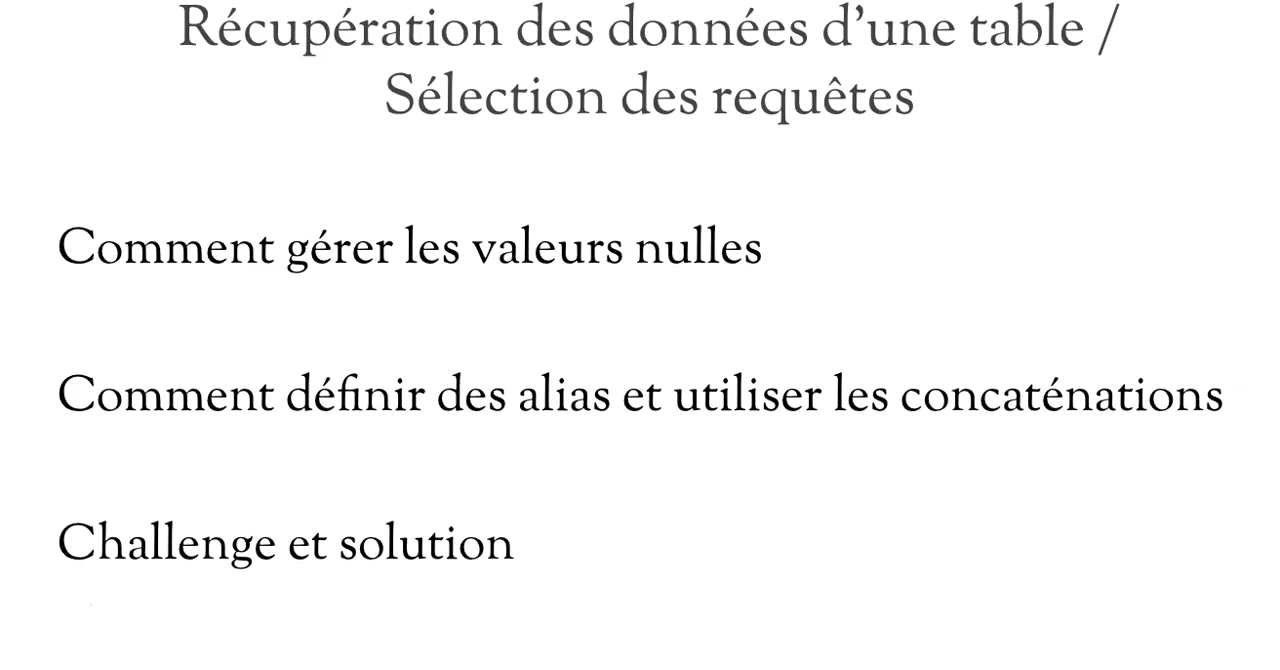 Récupération des données d’une table /
Sélection des requêtes
Comment gérer les valeurs nulles
Comment définir des alias et utiliser les concaténations
Challenge et solution